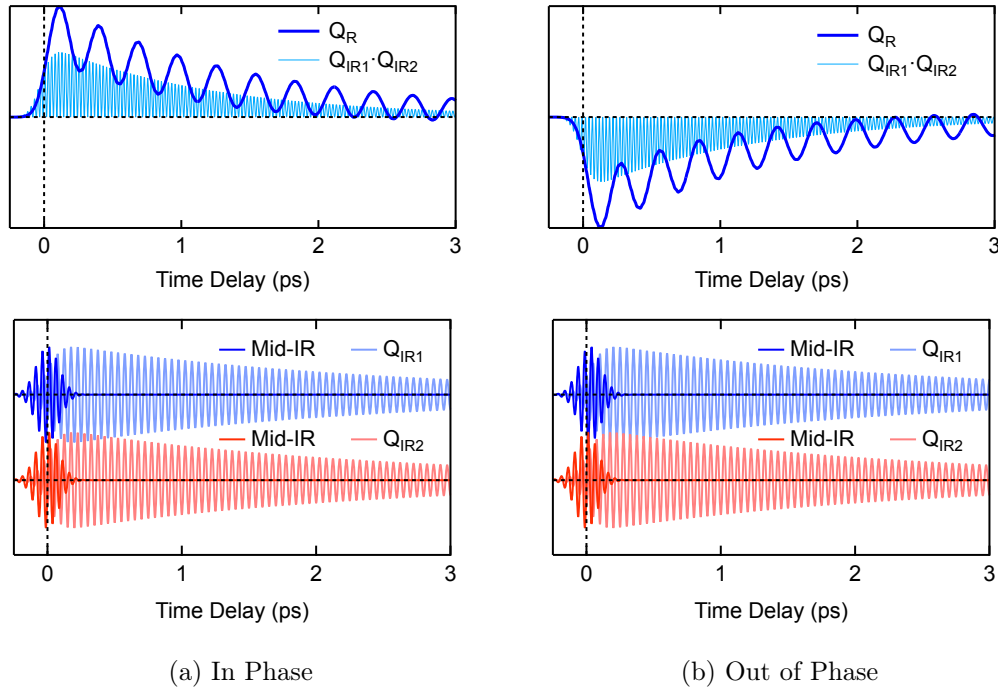 Q_R
Q_IR1·Q_IR2
0 1 2 3
Time Delay (ps)
Q_R
Q_IR1·Q_IR2
0 1 2 3
Time Delay (ps)
Mid-IR Q_IR1
Mid-IR Q_IR2
0 1 2 3
Time Delay (ps)
Mid-IR Q_IR1
Mid-IR Q_IR2
0 1 2 3
Time Delay (ps)
(a) In Phase
(b) Out of Phase